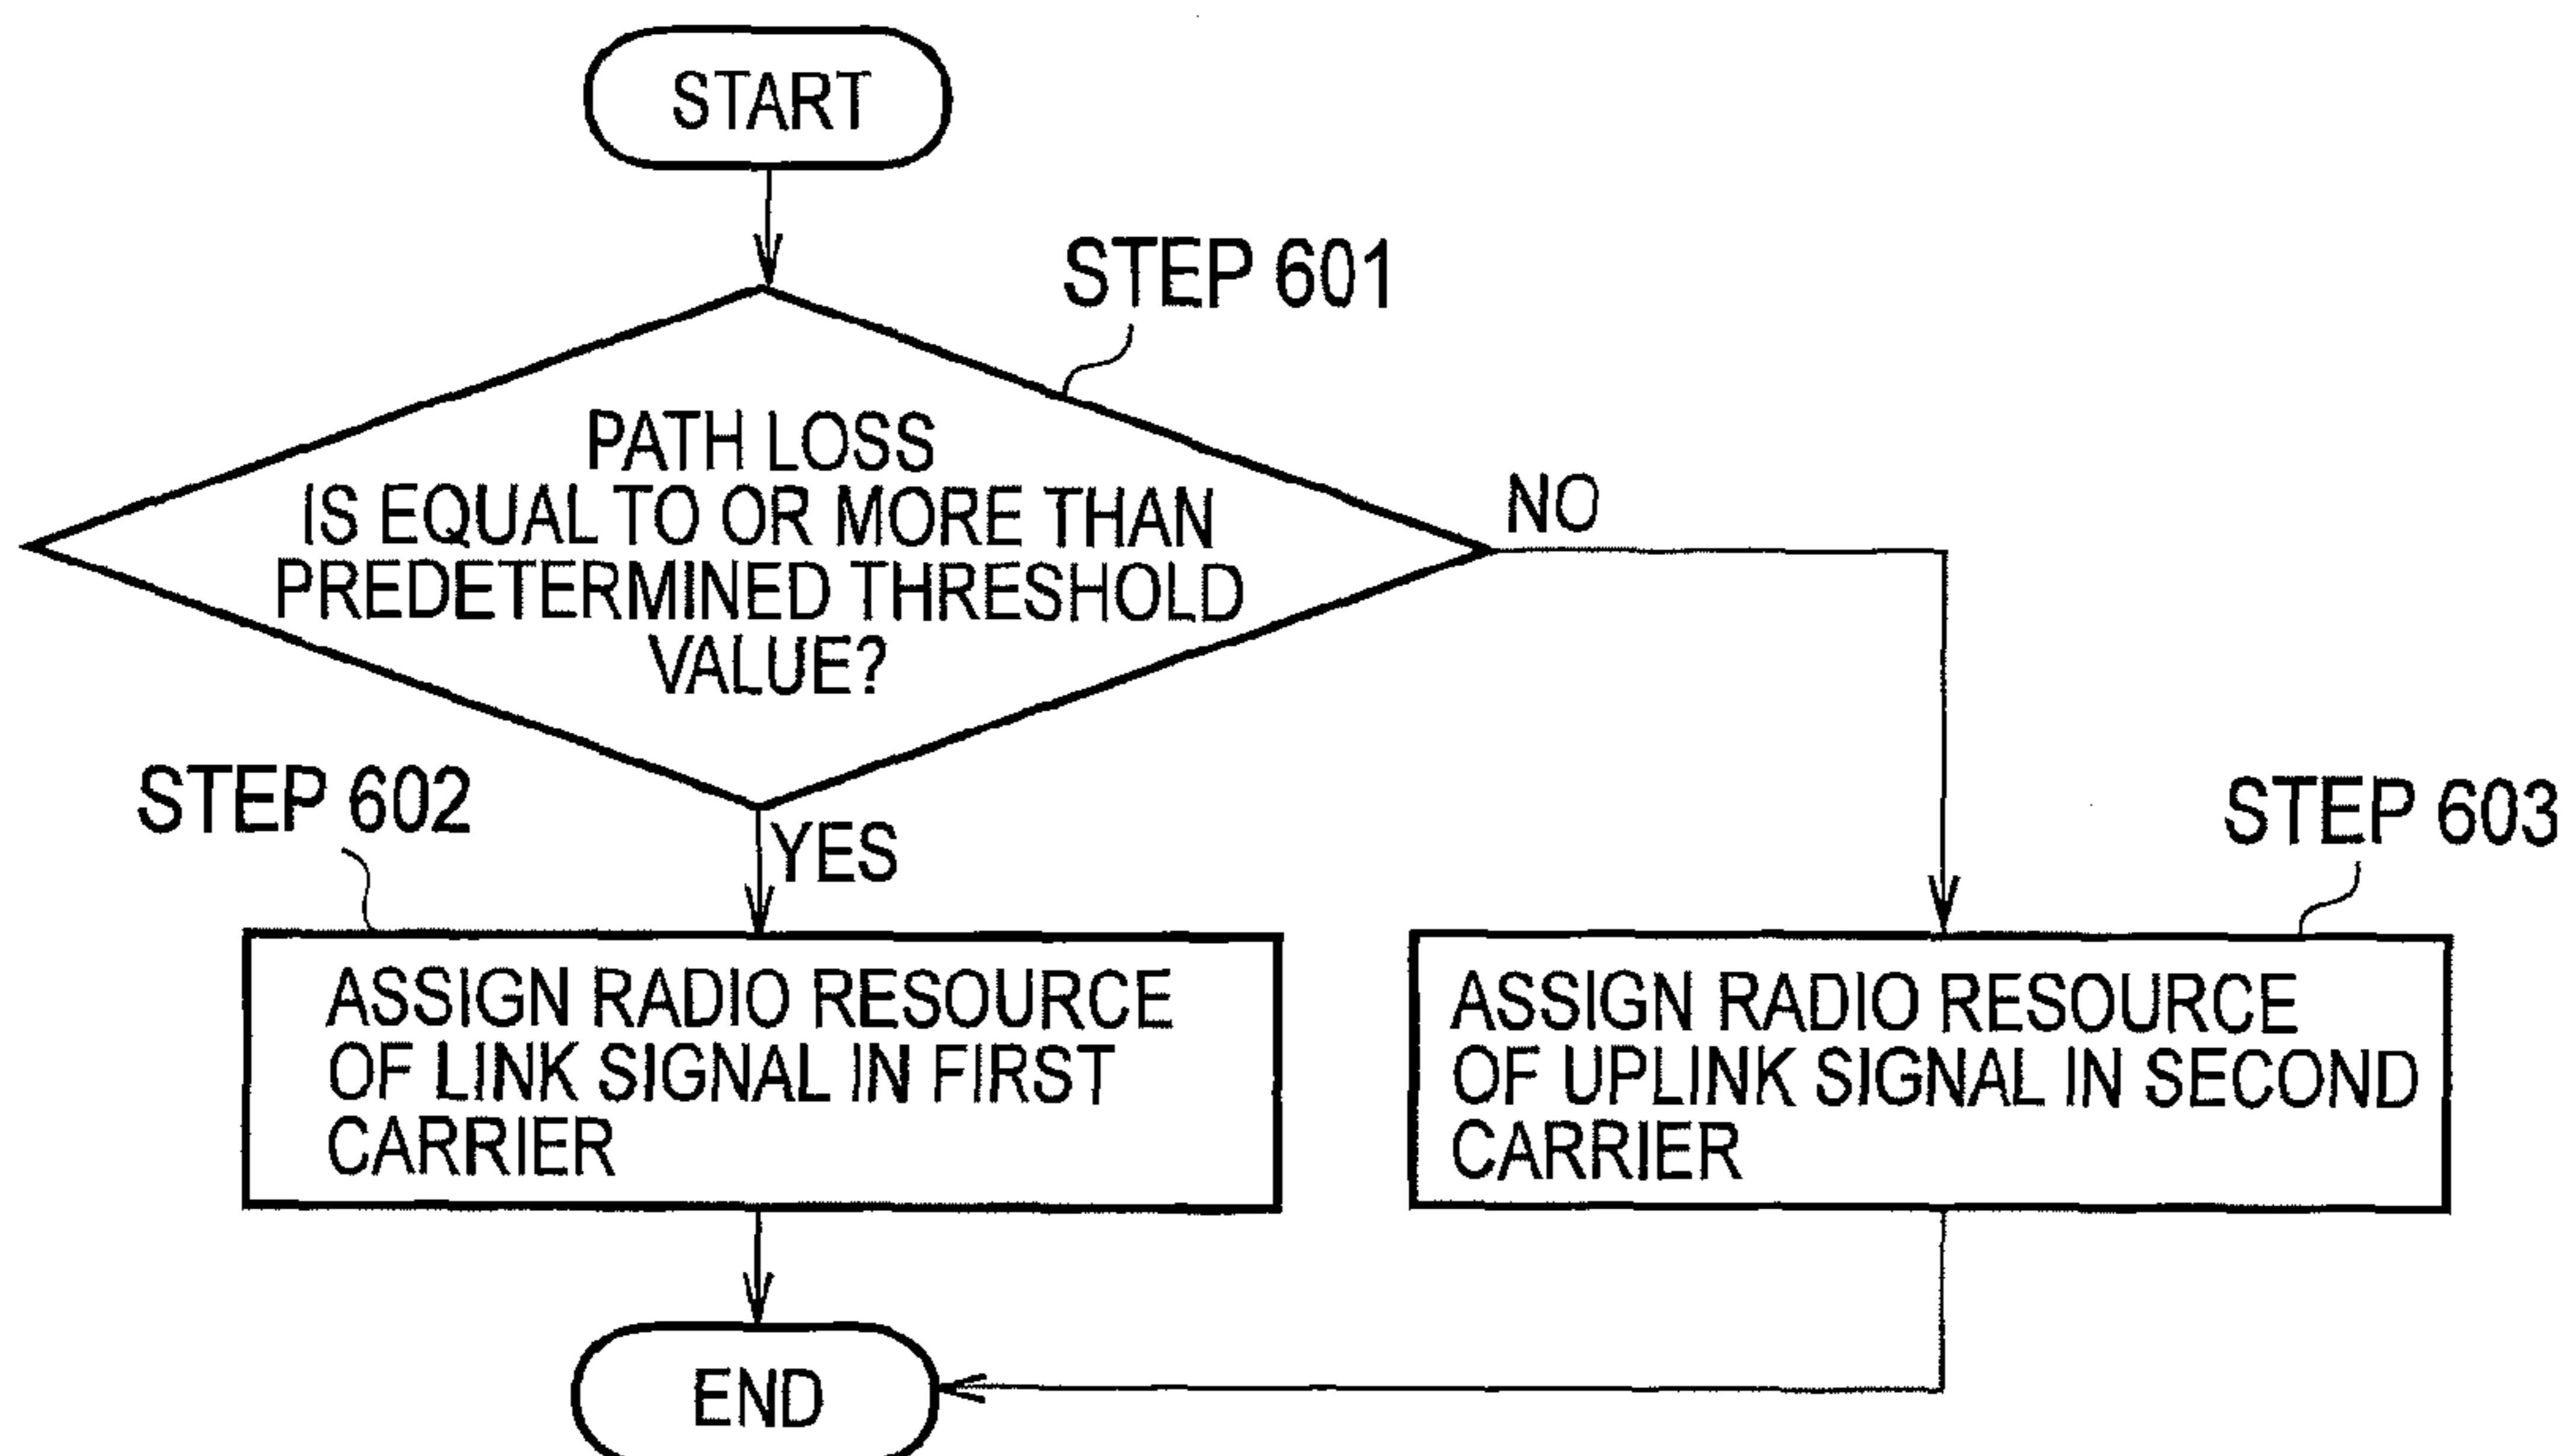 START
STEP 601
PATH LOSS
IS EQUAL TO OR MORE THAN
PREDETERMINED THRESHOLD
VALUE?
NO
YES
STEP 602
ASSIGN RADIO RESOURCE
OF LINK SIGNAL IN FIRST
CARRIER
STEP 603
ASSIGN RADIO RESOURCE
OF UPLINK SIGNAL IN SECOND
CARRIER
END